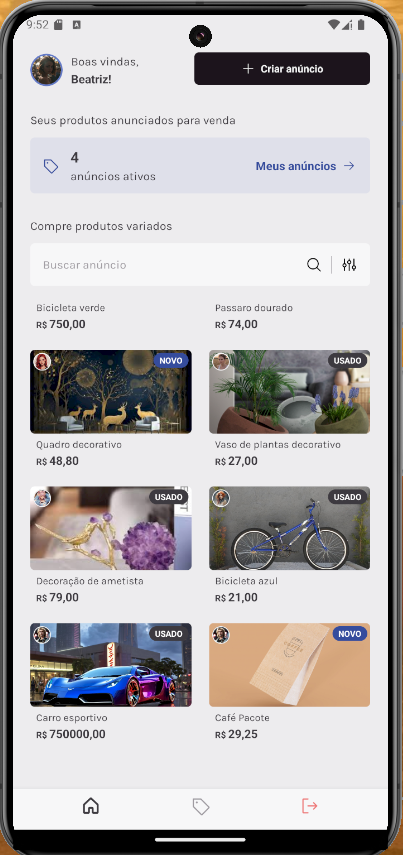 9:52
A
Boas vindas,
Beatriz!
+ Criar anúncio
Seus produtos anunciados para venda
4
anúncios ativos
Meus anúncios →
Compre produtos variados
Buscar anúncio
Bicicleta verde
R$ 750,00
Passaro dourado
R$ 74,00
NOVO
Quadro decorativo
R$ 48,80
USADO
Vaso de plantas decorativo
R$ 27,00
USADO
Decoração de ametista
R$ 79,00
USADO
Bicicleta azul
R$ 21,00
USADO
Carro esportivo
R$ 750000,00
NOVO
Café Pacote
R$ 29,25